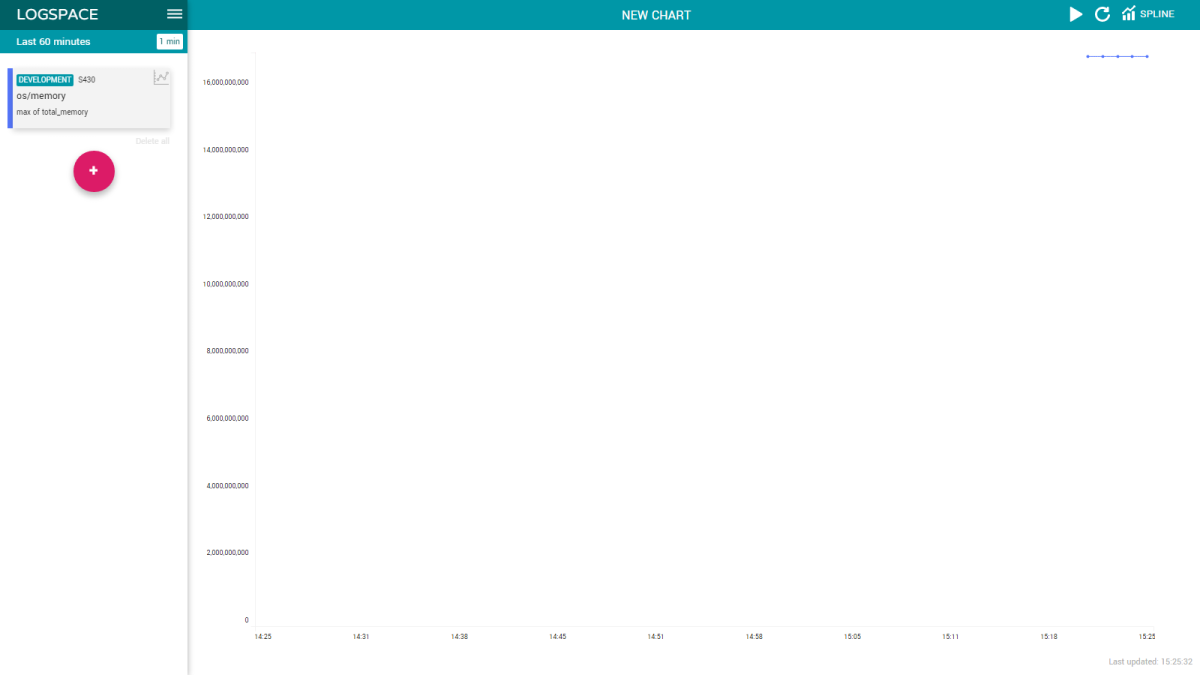 LOGSPACE
Last 60 minutes
1 min
DEVELOPMENT S430
os/memory
max of total_memory
Delete all
+
NEW CHART
SPLINE
16,000,000,000
14,000,000,000
12,000,000,000
10,000,000,000
8,000,000,000
6,000,000,000
4,000,000,000
2,000,000,000
0
14:25 14:31 14:38 14:45 14:51 14:58 15:05 15:11 15:18 15:25
Last updated: 15:25:32